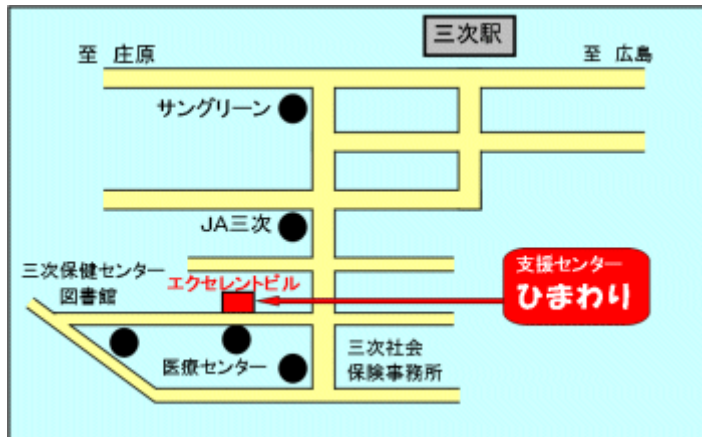 三次駅
至 庄原
至 広島
サングリーン
JA三次
三次保健センター
図書館
エクセレントビル
支援センター
ひまわり
医療センター
三次社会
保険事務所